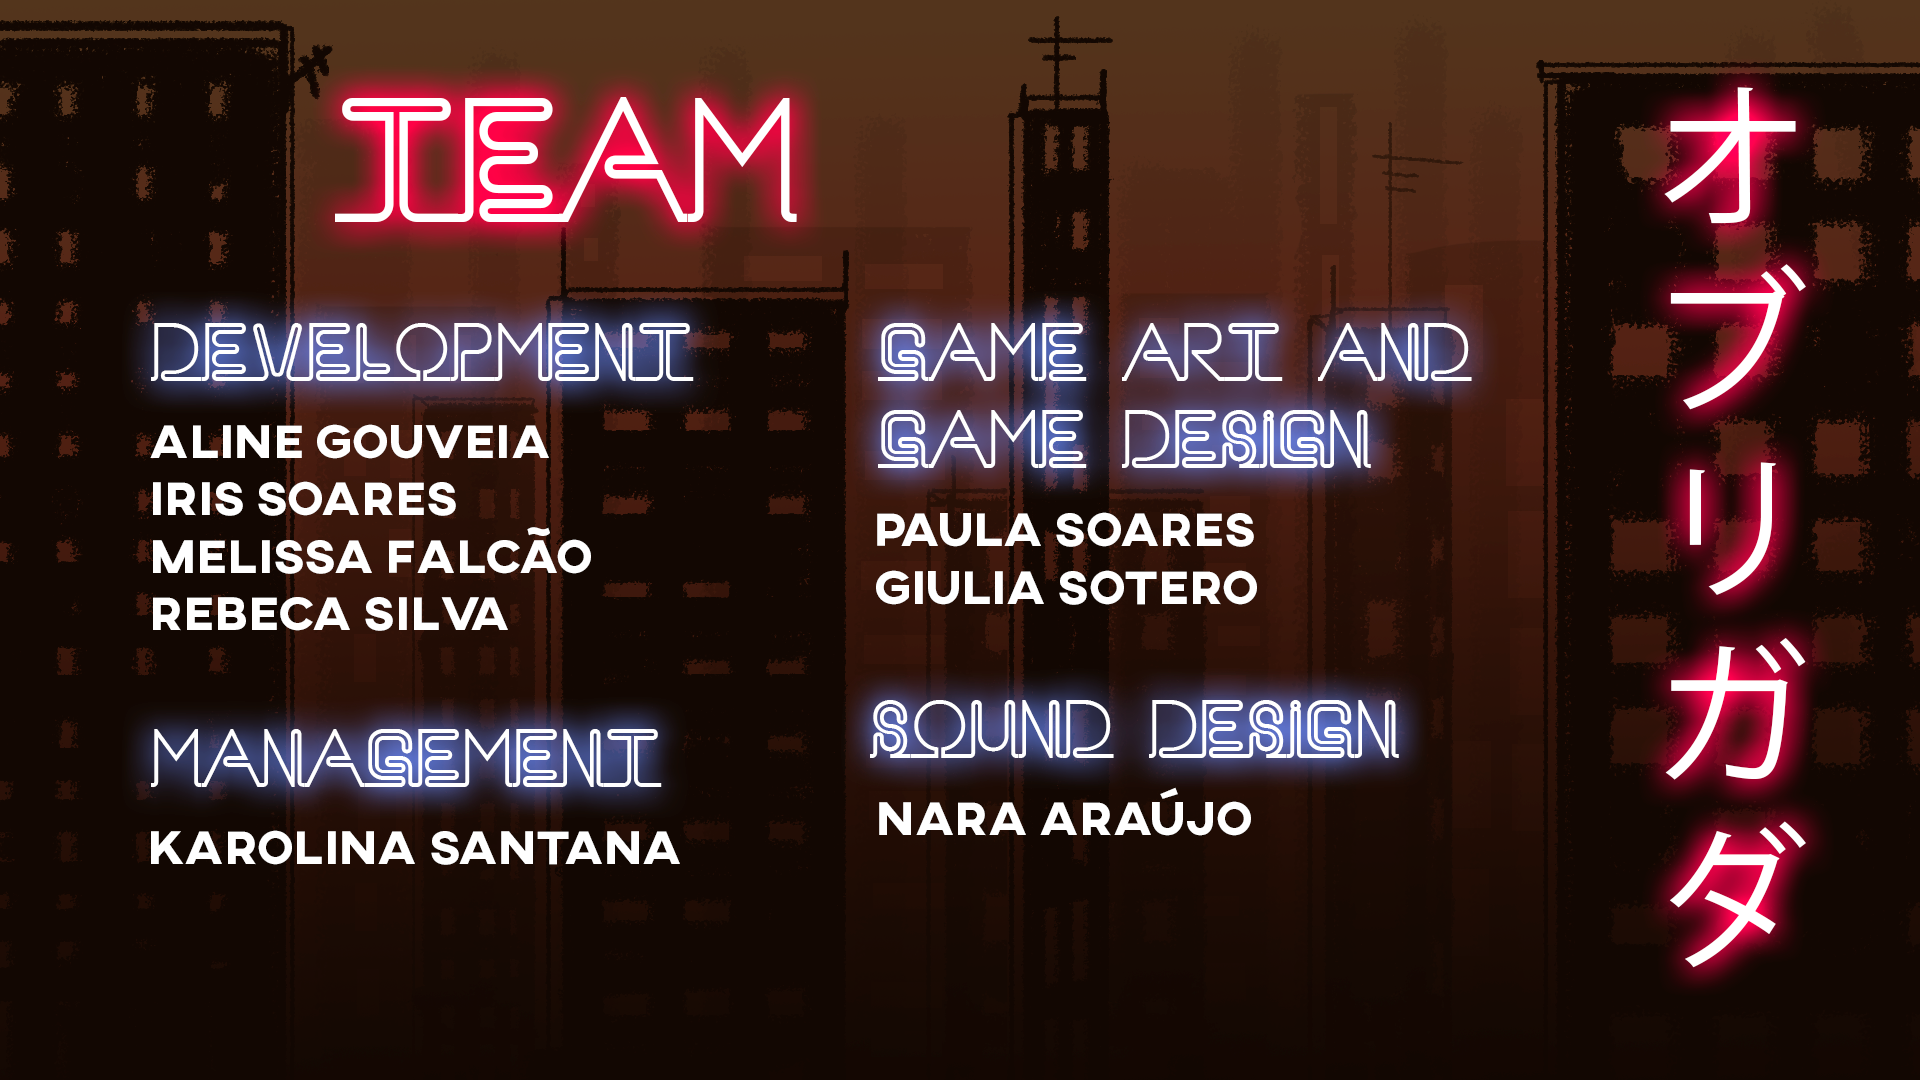 TEAM
DEVELOPMENT
ALINE GOUVEIA
IRIS SOARES
MELISSA FALCÃO
REBECA SILVA
MANAGEMENT
KAROLINA SANTANA
GAME ART AND
GAME DESIGN
PAULA SOARES
GIULIA SOTERO
SOUND DESIGN
NARA ARAÚJO
オブリガダ